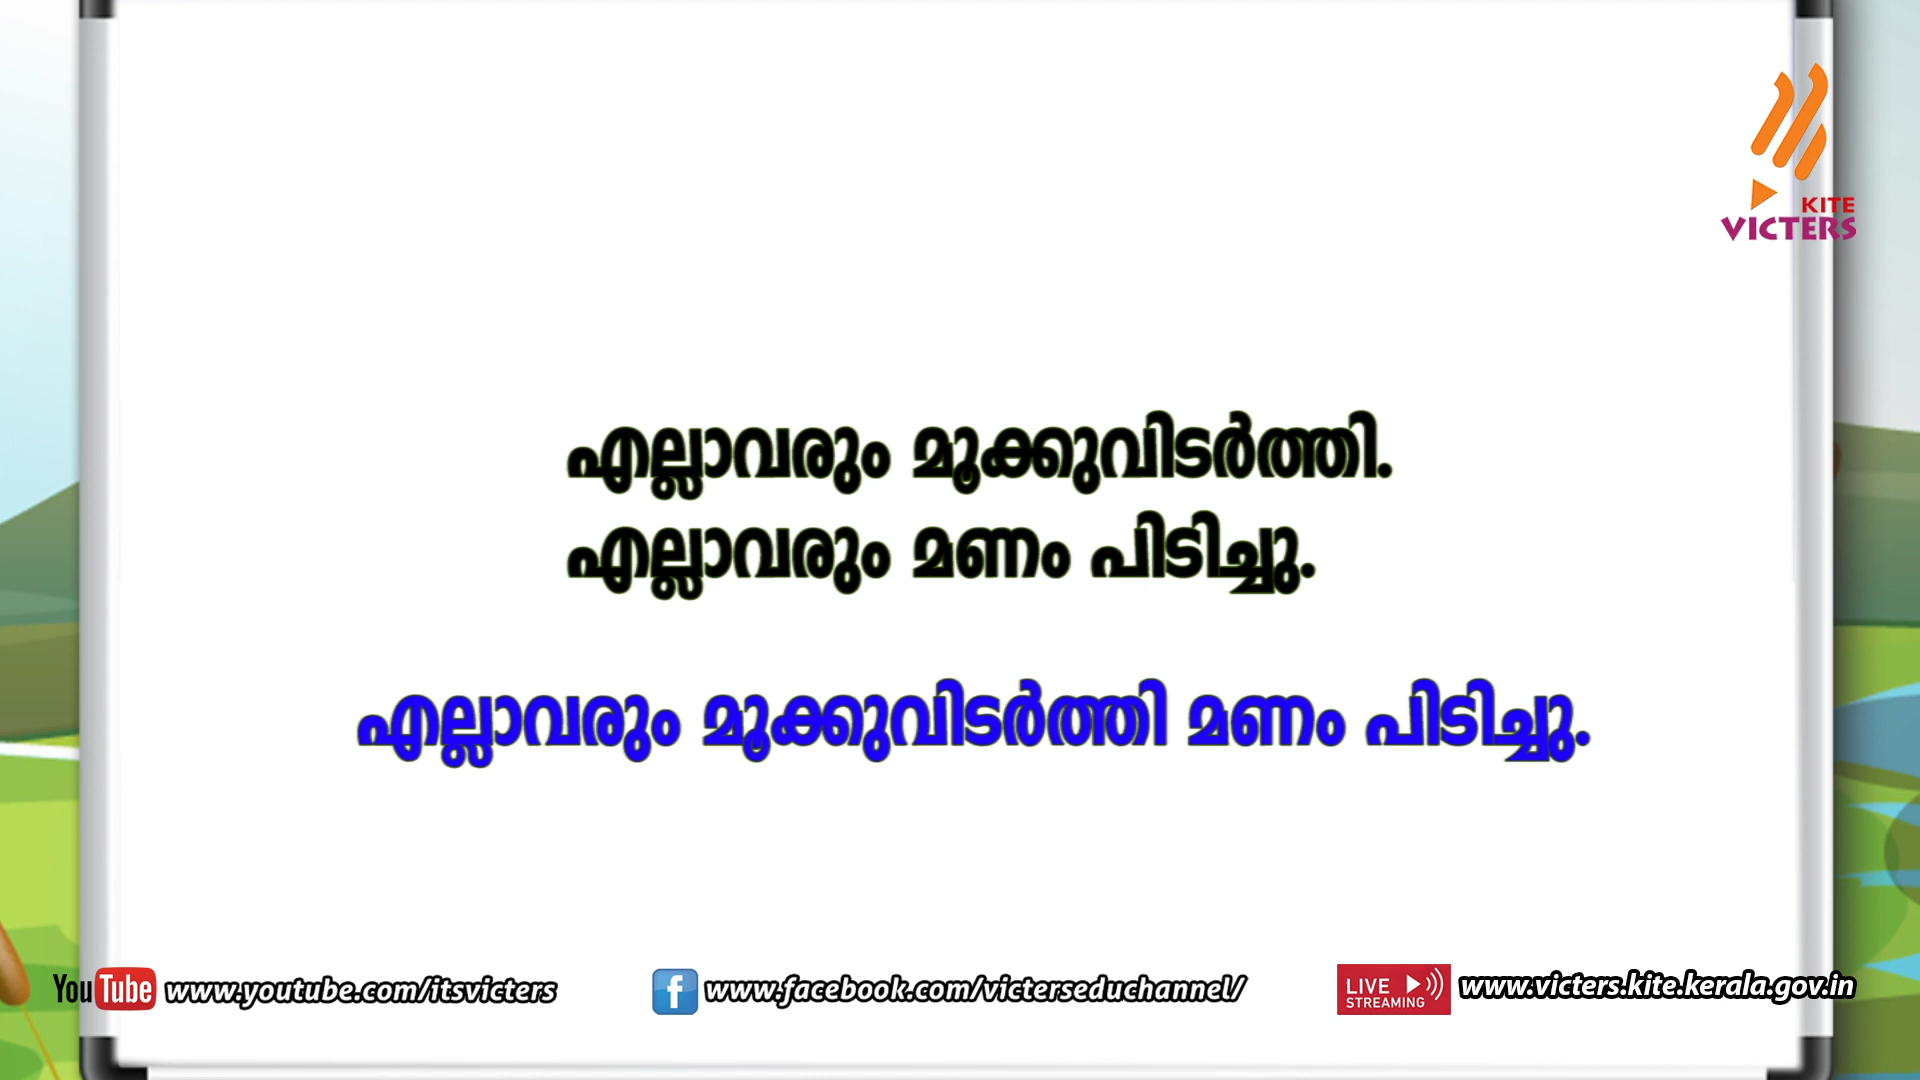 KITE
VICTERS
എല്ലാവരും മൂക്കുവിടർത്തി.
എല്ലാവരും മണം പിടിച്ചു.
എല്ലാവരും മൂക്കുവിടർത്തി മണം പിടിച്ചു.
YouTube www.youtube.com/itsvicters
f www.facebook.com/victerseduchannel/
LIVE STREAMING www.victers.kite.kerala.gov.in